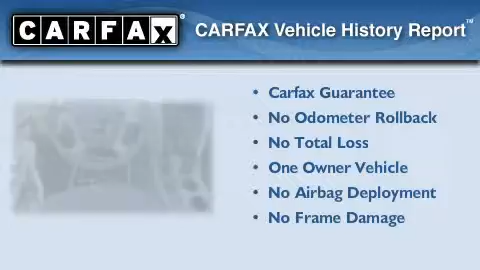 CARFAX®
CARFAX Vehicle History Report™
• Carfax Guarantee
• No Odometer Rollback
• No Total Loss
• One Owner Vehicle
• No Airbag Deployment
• No Frame Damage